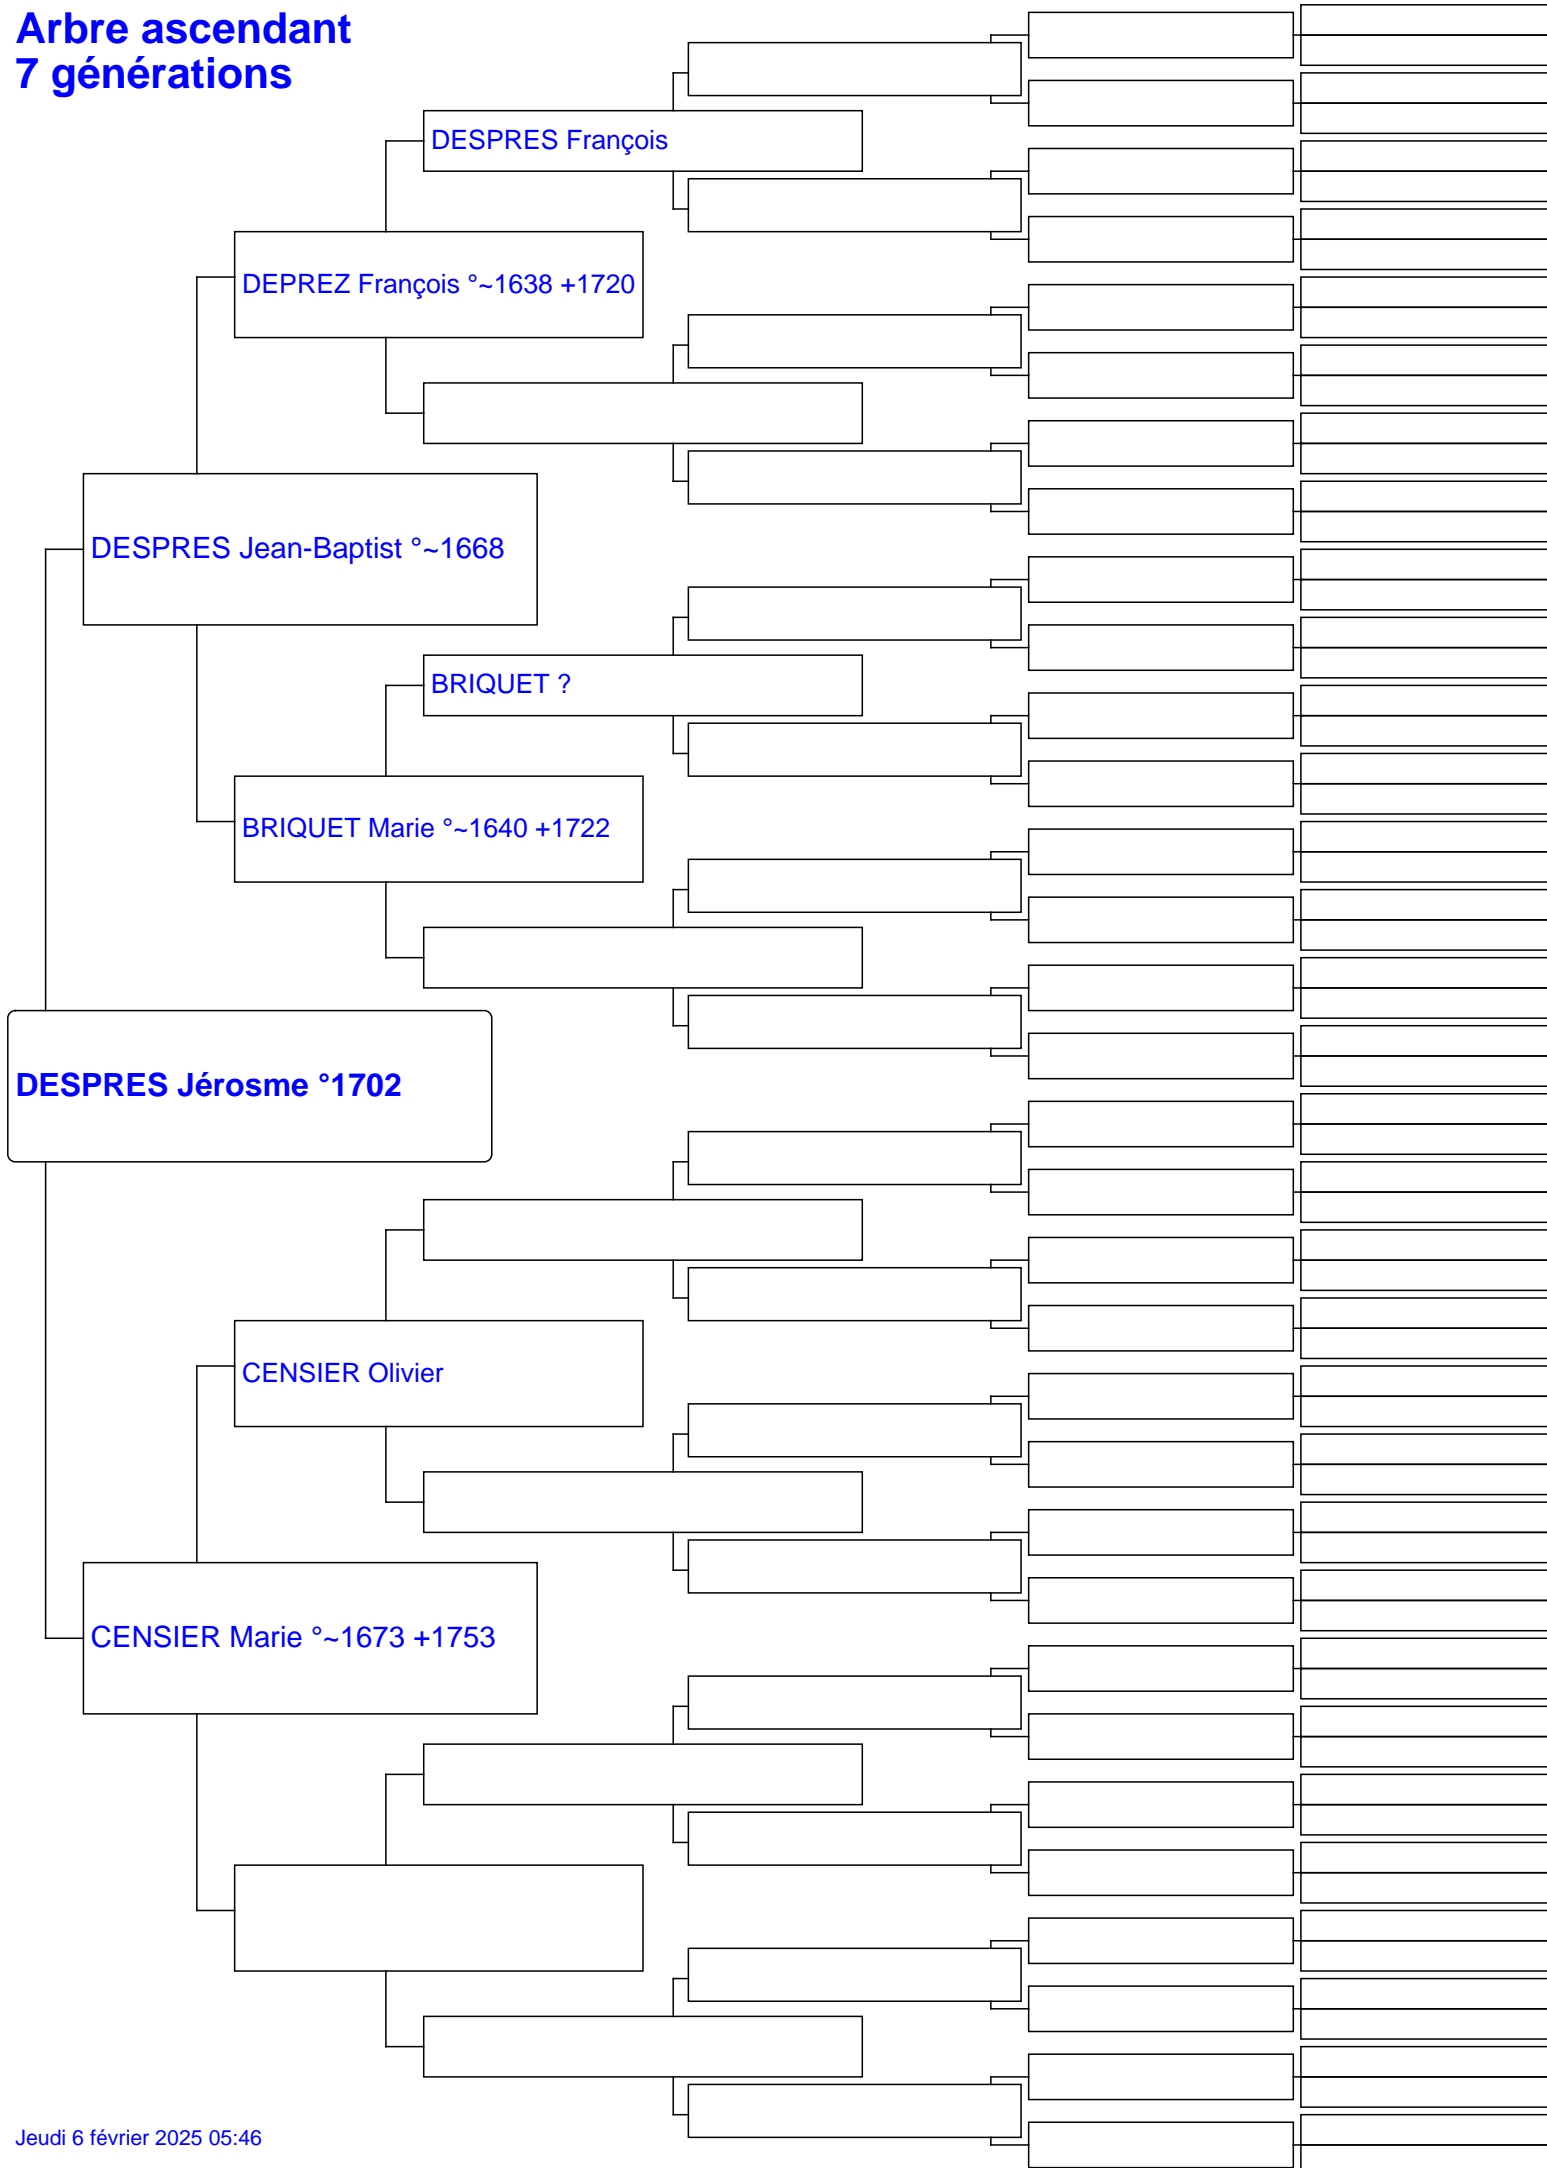 Arbre ascendant
7 générations
DESPRES François
DEPREZ François °~1638 +1720
DESPRES Jean-Baptist °~1668
BRIQUET ?
BRIQUET Marie °~1640 +1722
DESPRES Jérosme °1702
CENSIER Olivier
CENSIER Marie °~1673 +1753
Jeudi 6 février 2025 05:46